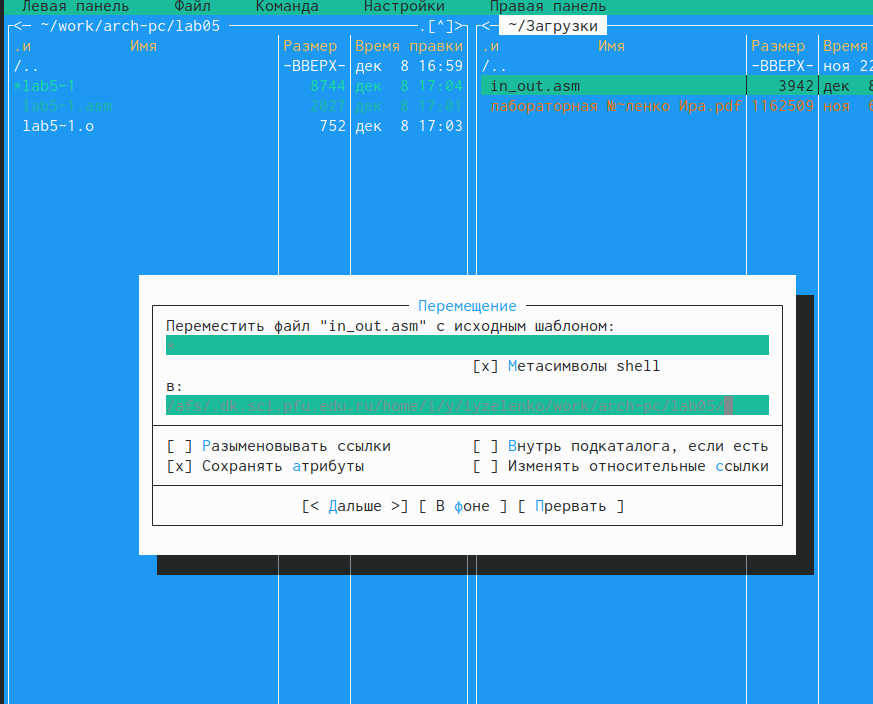 Левая панель Файл Команда Настройки Правая панель
<─ ~/work/arch-pc/lab05 .[^]> <─ ~/Загрузки
.и Имя Размер Время правки .и Имя Размер Время
/.. -ВВЕРХ- дек 8 16:59 /.. -ВВЕРХ- ноя 22
*lab5-1 8744 дек 8 17:04 in_out.asm 3942 дек 8
lab5-1.asm 2027 дек 8 17:01 лабораторная №~ленко Ира.pdf 1162509 ноя
lab5-1.o 752 дек 8 17:03
Перемещение
Переместить файл "in_out.asm" с исходным шаблоном:
*
[x] Метасимволы shell
в:
/afs/.dk.sci.pfu.edu.ru/home/i/y/iyzelenko/work/arch-pc/lab05/
[ ] Разыменовывать ссылки [ ] Внутрь подкаталога, если есть
[x] Сохранять атрибуты [ ] Изменять относительные ссылки
[< Дальше >] [ В фоне ] [ Прервать ]